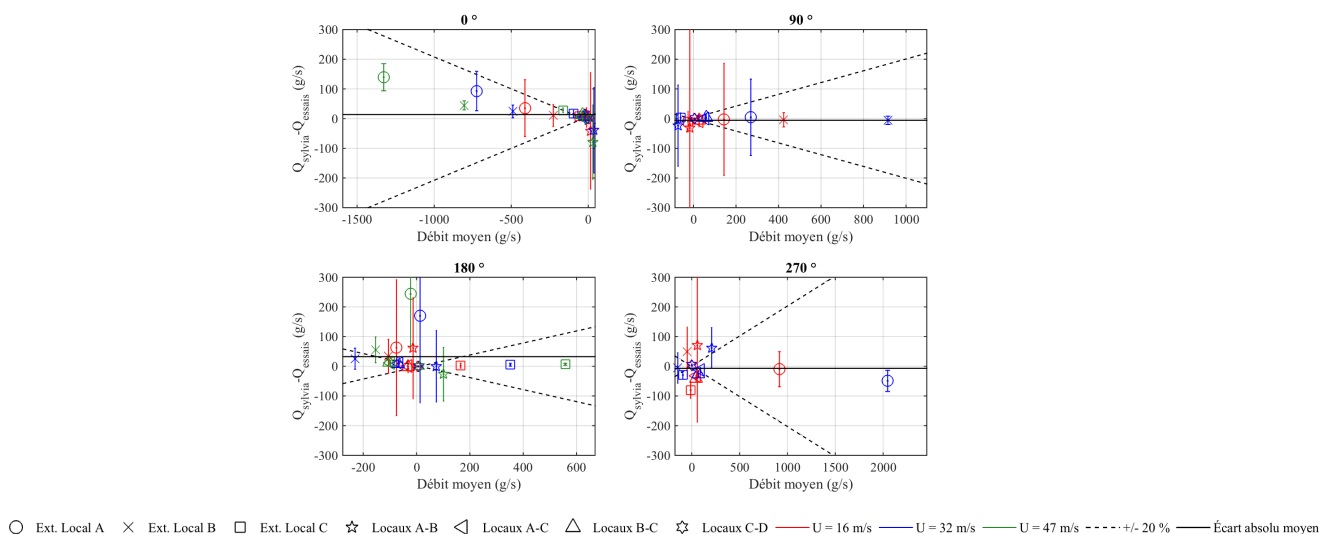 0 °
300
200
100
0
-100
-200
-300
Q_sylvia-Q_essais (g/s)
-1500 -1000 -500 0
Débit moyen (g/s)
90 °
300
200
100
0
-100
-200
-300
Q_sylvia-Q_essais (g/s)
0 200 400 600 800 1000
Débit moyen (g/s)
180 °
300
200
100
0
-100
-200
-300
Q_sylvia-Q_essais (g/s)
-200 0 200 400 600
Débit moyen (g/s)
270 °
300
200
100
0
-100
-200
-300
Q_sylvia-Q_essais (g/s)
0 500 1000 1500 2000
Débit moyen (g/s)
Ext. Local A Ext. Local B Ext. Local C Locaux A-B Locaux A-C Locaux B-C Locaux C-D U = 16 m/s U = 32 m/s U = 47 m/s +/- 20 % Écart absolu moyen